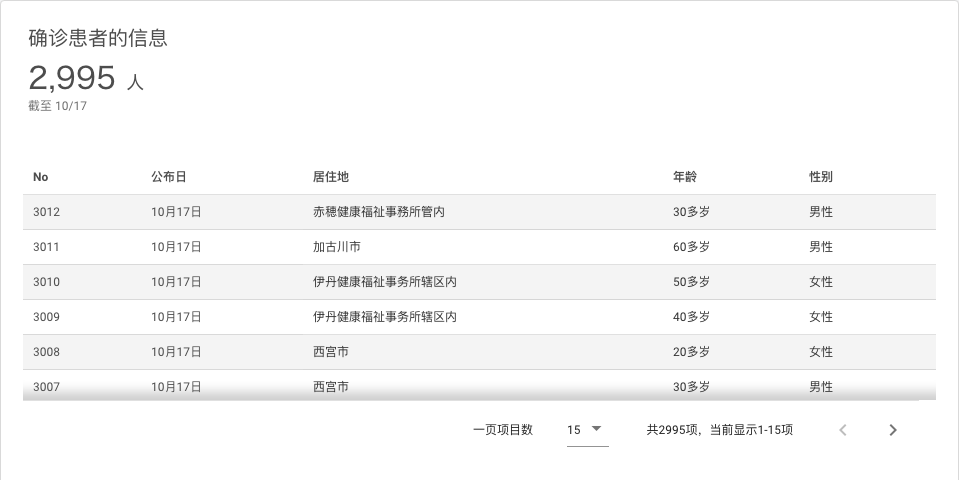 确诊患者的信息
2,995 人
截至 10/17
No 公布日 居住地 年龄 性别
3012 10月17日 赤穂健康福祉事務所管内 30多岁 男性
3011 10月17日 加古川市 60多岁 男性
3010 10月17日 伊丹健康福祉事务所辖区内 50多岁 女性
3009 10月17日 伊丹健康福祉事务所辖区内 40多岁 女性
3008 10月17日 西宫市 20多岁 女性
3007 10月17日 西宫市 30多岁 男性
一页项目数 15 共2995项，当前显示1-15项